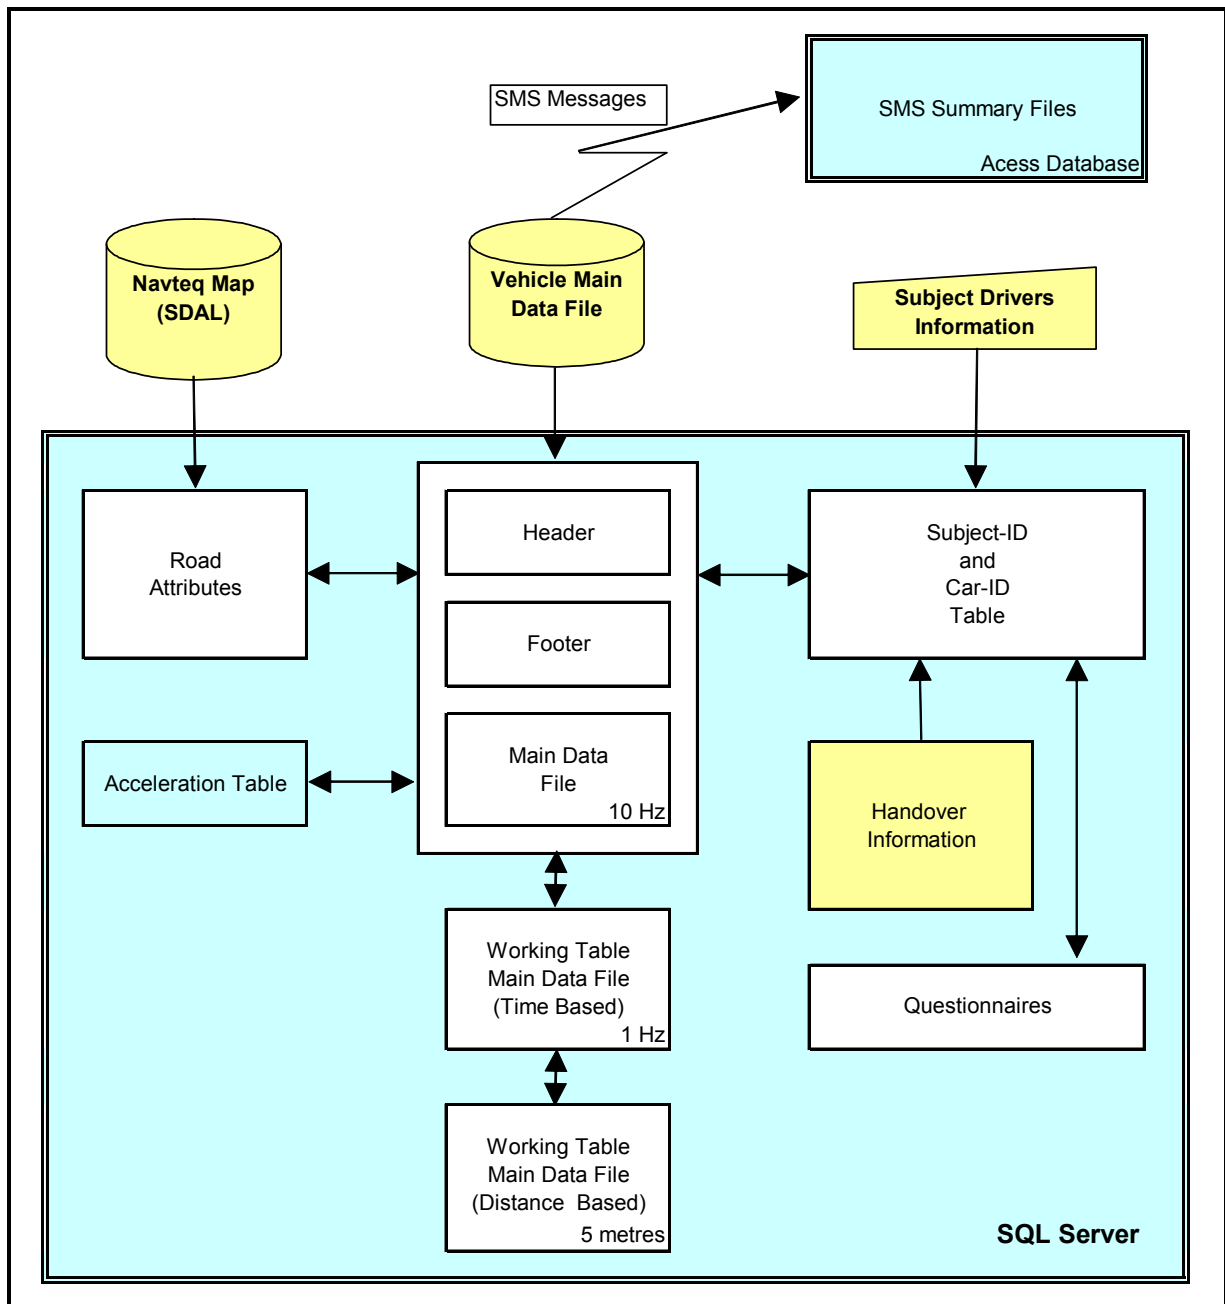 SMS Messages
SMS Summary Files
Acess Database
Navteq Map
(SDAL)
Vehicle Main
Data File
Subject Drivers
Information
Road
Attributes
Header
Footer
Main Data
File
10 Hz
Subject-ID
and
Car-ID
Table
Acceleration Table
Handover
Information
Working Table
Main Data File
(Time Based)
1 Hz
Questionnaires
Working Table
Main Data File
(Distance Based)
5 metres
SQL Server